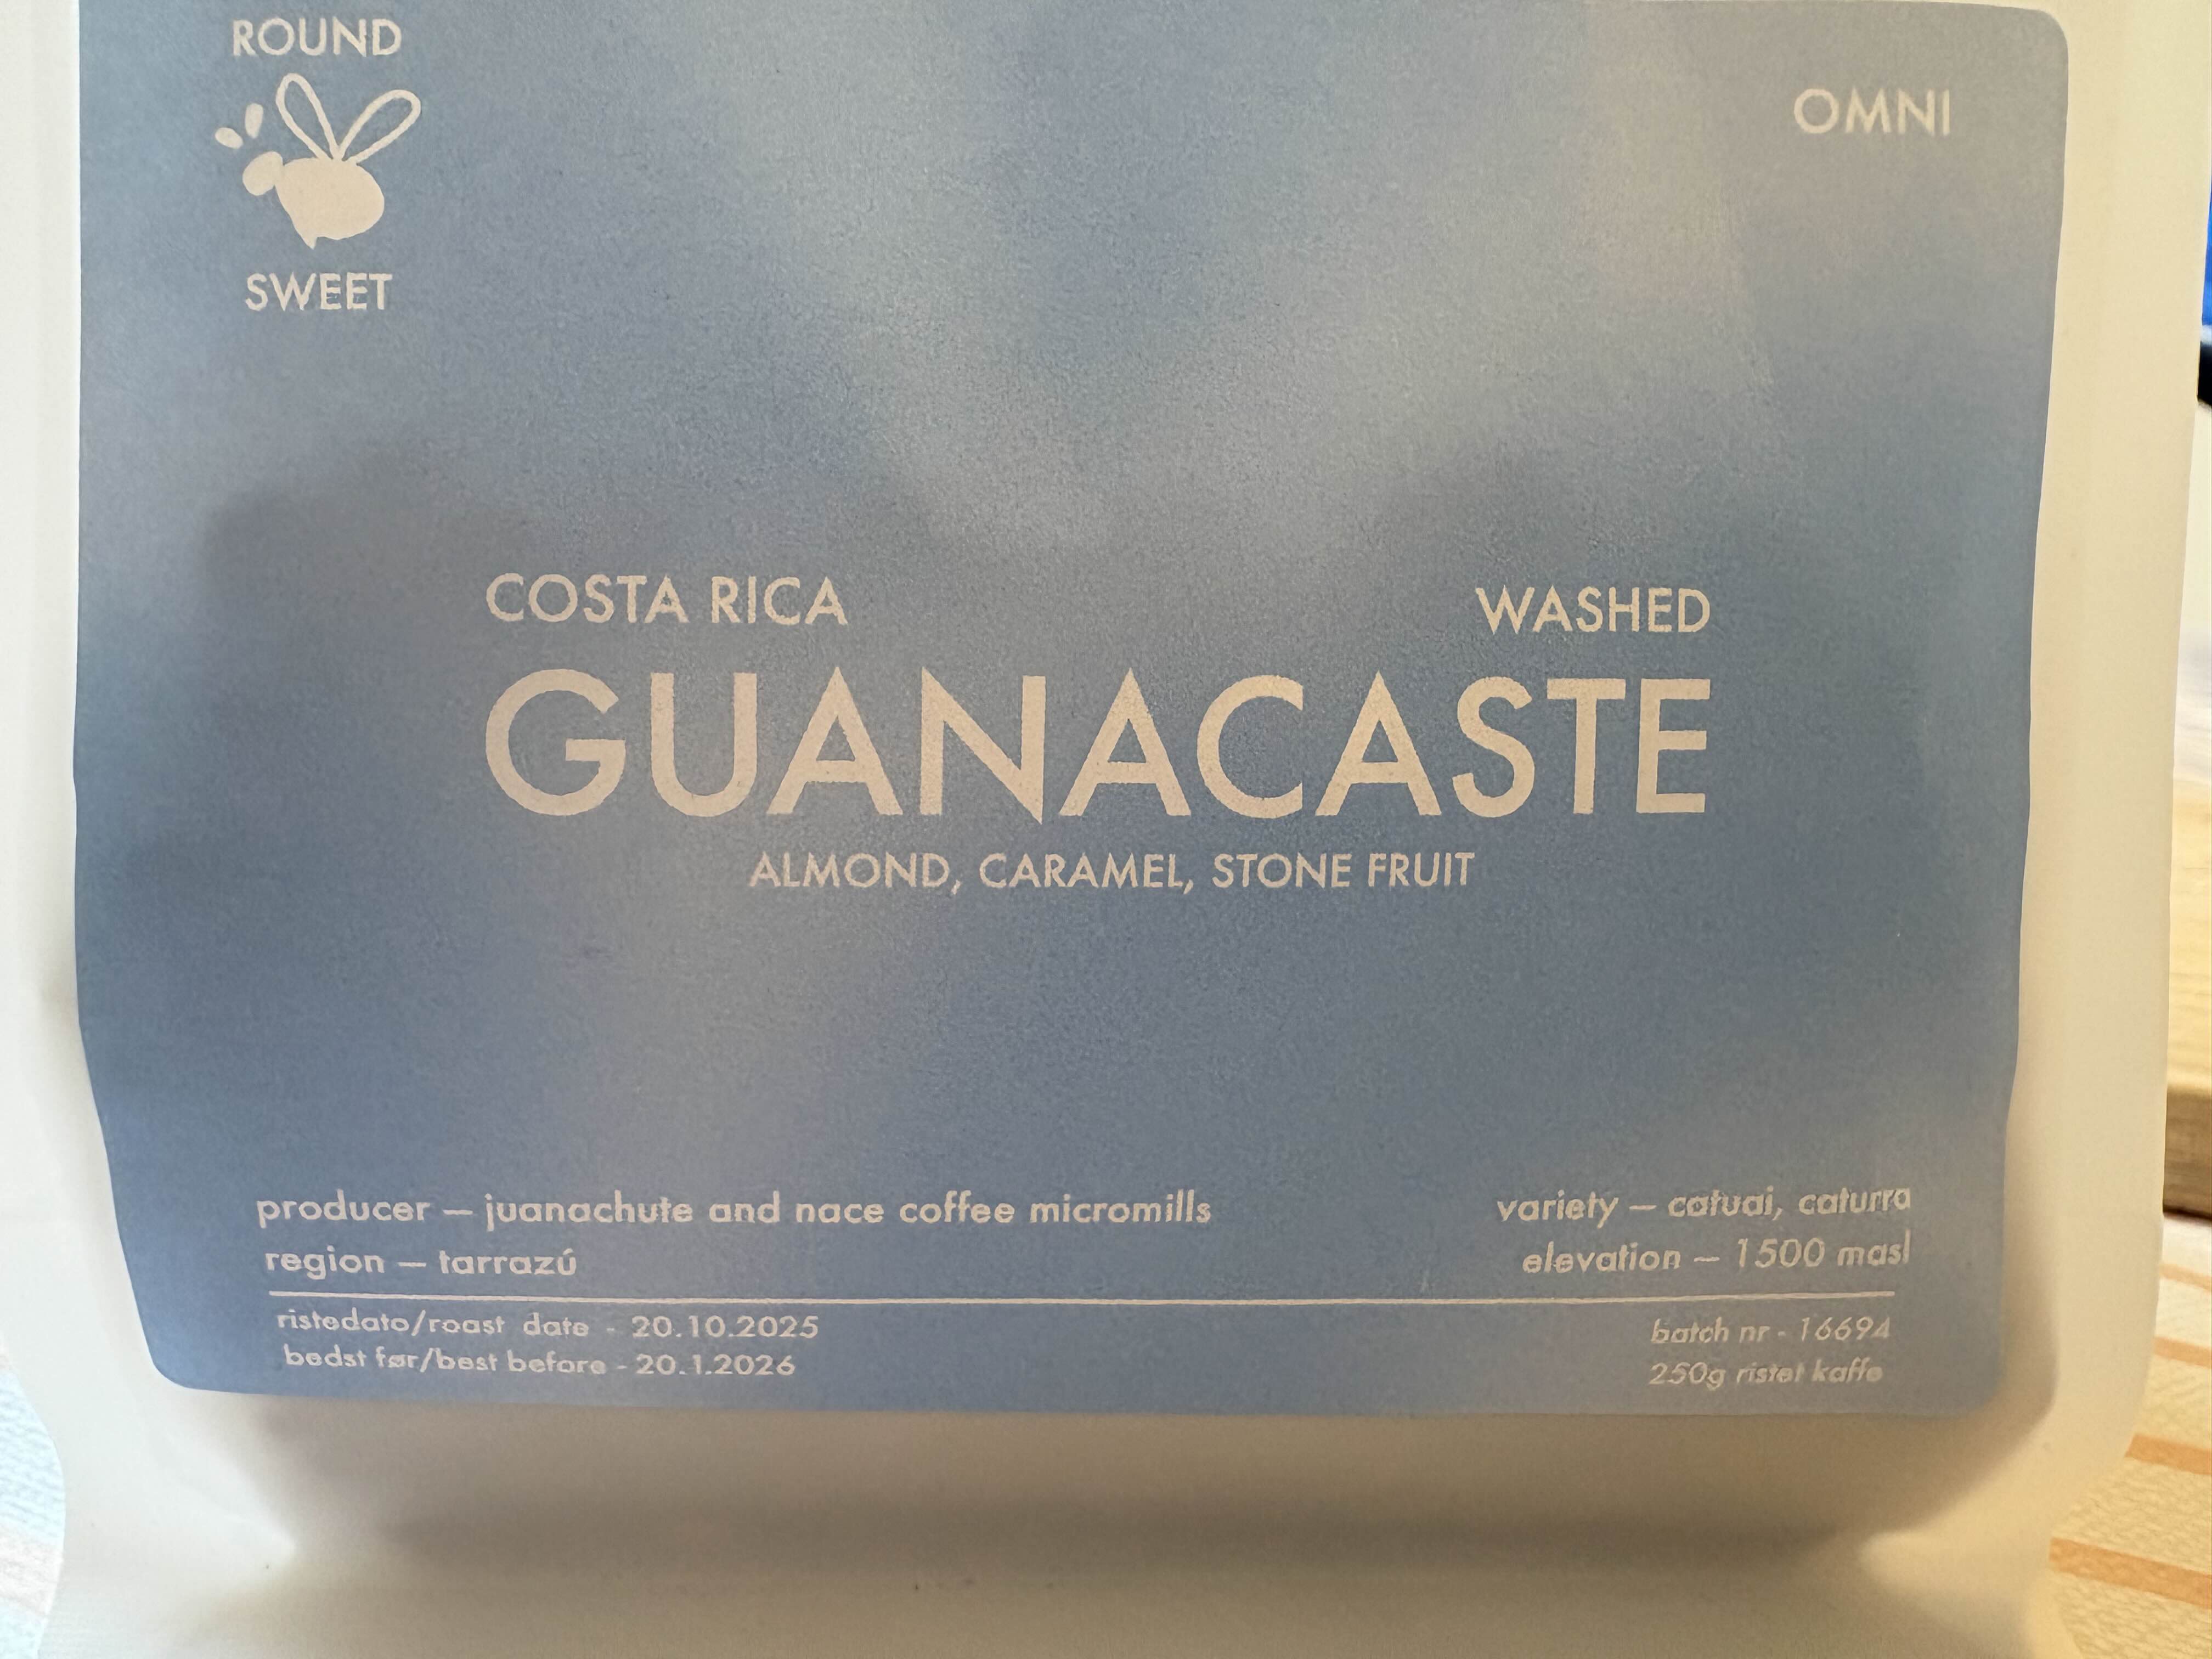 ROUND
OMNI
SWEET
COSTA RICA
WASHED
GUANACASTE
ALMOND, CARAMEL, STONE FRUIT
producer – juanachute and nace coffee micromills
variety – catuai, caturra
region – tarrazú
elevation – 1500 masl
ristedato/roast date - 20.10.2025
batch nr - 16694
bedst før/best before - 20.1.2026
250g ristet kaffe